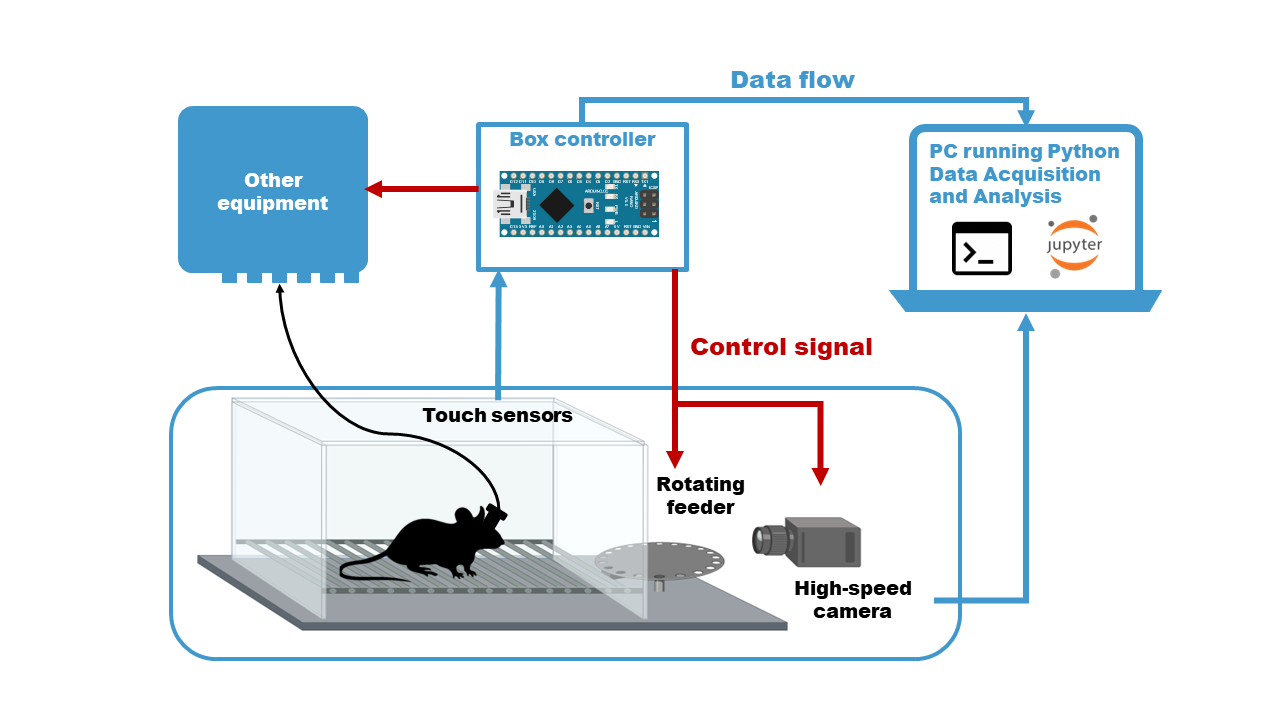 Data flow
Box controller
PC running Python
Data Acquisition
and Analysis
Other
equipment
jupyter
Control signal
Touch sensors
Rotating
feeder
High-speed
camera